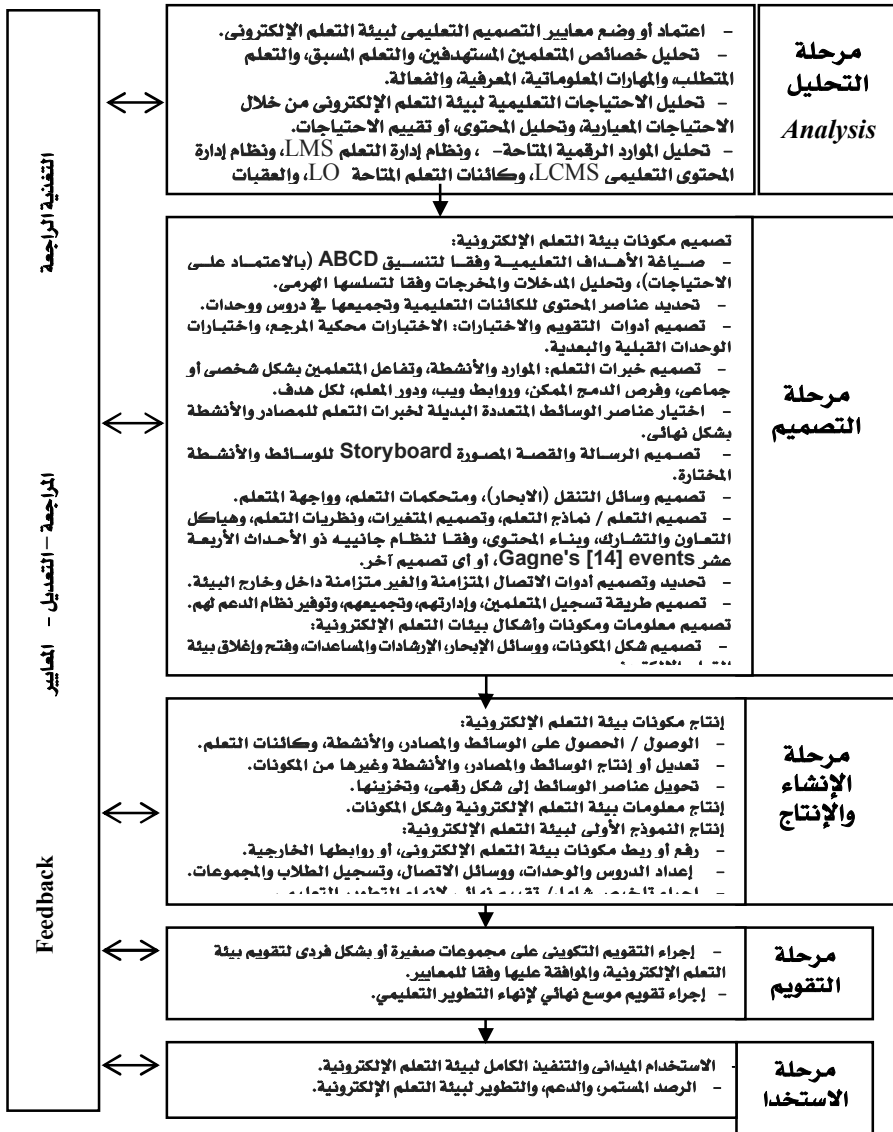 مرحلة
التحليل
Analysis
– اعتماد أو وضع معايير التصميم التعليمى لبيئة التعلم الإلكترونى.
– تحليل خصائص المتعلمين المستهدفين، والتعلم المسبق، والتعلم
المتطلب، والمهارات المعلوماتية، المعرفية، والفعالة.
– تحليل الاحتياجات التعليمية لبيئة التعلم الإلكترونى من خلال
الاحتياجات المعيارية، وتحليل المحتوى، أو تقييم الاحتياجات.
– تحليل الموارد الرقمية المتاحة– ، ونظام إدارة التعلم LMS، ونظام إدارة
المحتوى التعليمى LCMS، وكائنات التعلم المتاحة LO، والعقبات
مرحلة
التصميم
تصميم مكونات بيئة التعلم الإلكترونية:
– صياغة الأهداف التعليمية وفقا لتنسيق ABCD (بالاعتماد على
الاحتياجات)، وتحليل المدخلات والمخرجات وفقا لتسلسها الهرمى.
– تحديد عناصر المحتوى للكائنات التعليمية وتجميعها في دروس ووحدات.
– تصميم أدوات التقويم والاختبارات: الاختبارات محكية المرجع، واختبارات
الوحدات القبلية والبعدية.
– تصميم خبرات التعلم: الموارد والأنشطة، وتفاعل المتعلمين بشكل شخصى أو
جماعى، وفرص الدمج الممكن، وروابط ويب، ودور المعلم، لكل هدف.
– اختيار عناصر الوسائط المتعددة البديلة لخبرات التعلم للمصادر والأنشطة
بشكل نهائى.
– تصميم الرسالة والقصة المصورة Storyboard للوسائط والأنشطة
المختارة.
– تصميم وسائل التنقل (الابحار)، ومتحكمات التعلم، وواجهة المتعلم.
– تصميم التعلم / نماذج التعلم، وتصميم المتغيرات، ونظريات التعلم، وهياكل
التعاون والتشارك، وبناء المحتوى، وفقا لنظام جانييه ذو الأحداث الأربعة
عشر Gagne's [14] events، أو أى تصميم آخر.
– تحديد وتصميم أدوات الاتصال المتزامنة والغير متزامنة داخل وخارج البيئة.
– تصميم طريقة تسجيل المتعلمين، وإدارتهم، وتجميعهم، وتوفير نظام الدعم لهم.
تصميم معلومات ومكونات وأشكال بيئات التعلم الإلكترونية:
– تصميم شكل المكونات، ووسائل الإبحار، الإرشادات والمساعدات، وفتح وإغلاق بيئة
مرحلة
الإنشاء
والإنتاج
إنتاج مكونات بيئة التعلم الإلكترونية:
– الوصول / الحصول على الوسائط والمصادر، والأنشطة، وكائنات التعلم.
– تعديل أو إنتاج الوسائط والمصادر، والأنشطة وغيرها من المكونات.
– تحويل عناصر الوسائط إلى شكل رقمى، وتخزينها.
إنتاج معلومات بيئة التعلم الإلكترونية وشكل المكونات.
إنتاج النموذج الأولى لبيئة التعلم الإلكترونية:
– رفع أو ربط مكونات بيئة التعلم الإلكترونى، أو روابطها الخارجية.
– إعداد الدروس والوحدات، ووسائل الاتصال، وتسجيل الطلاب والمجموعات.
مرحلة
التقويم
– إجراء التقويم التكوينى على مجموعات صغيرة أو بشكل فردى لتقويم بيئة
التعلم الإلكترونية، والموافقة عليها وفقا للمعايير.
– إجراء تقويم موسع نهائي لإنهاء التطوير التعليمي.
مرحلة
الاستخدا
- الاستخدام الميدانى والتنفيذ الكامل لبيئة التعلم الإلكترونية.
– الرصد المستمر، والدعم، والتطوير لبيئة التعلم الإلكترونية.
التغذية الراجعة
المراجعة – التعديل – المعايير
Feedback